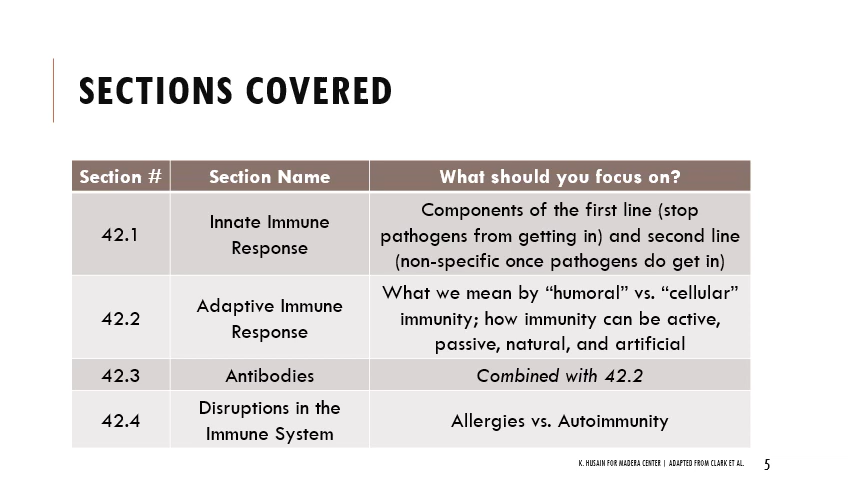 SECTIONS COVERED
Section # Section Name What should you focus on?
42.1
Innate Immune
Response
Components of the first line (stop
pathogens from getting in) and second line
(non-specific once pathogens do get in)
42.2
Adaptive Immune
Response
What we mean by “humoral” vs. “cellular”
immunity; how immunity can be active,
passive, natural, and artificial
42.3 Antibodies Combined with 42.2
42.4
Disruptions in the
Immune System
Allergies vs. Autoimmunity
K. HUSAIN FOR MADERA CENTER | ADAPTED FROM CLARK ET AL. 5